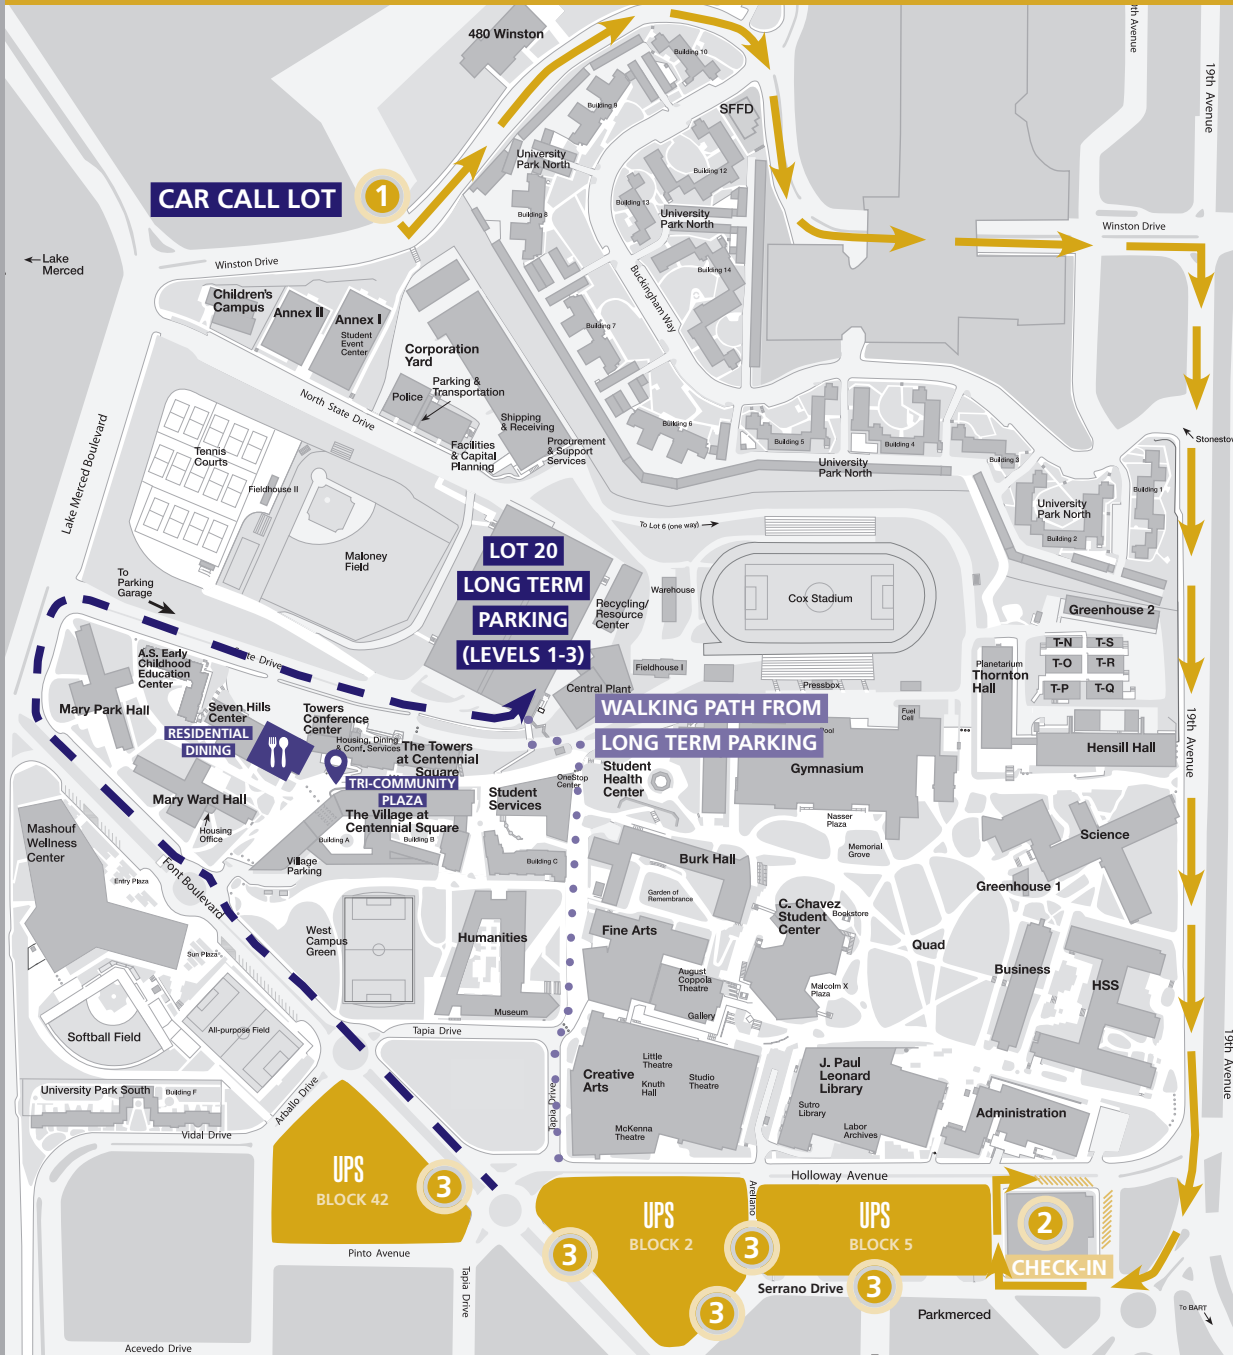 480 Winston
Building 10
9th Avenue
19th Avenue
Building 9
SFFD
University
Park North
Building 12
CAR CALL LOT
1
Building 8
Building 13
University
Park North
Winston Drive
Lake
Merced
Winston Drive
Building 14
Buckingham Way
Children's
Campus
Annex II
Annex I
Student
Event
Center
Building 7
Corporation
Yard
Parking &
Transportation
Police
North State Drive
Shipping
& Receiving
Building 6
Building 5
Building 4
Building 3
Stonestow
Facilities
& Capital
Planning
Procurement
& Support
Services
University
Park North
Tennis
Courts
Lake Merced Boulevard
Fieldhouse II
Building 1
University
Park North
Building 2
To Lot 6 (one way)
Maloney
Field
LOT 20
LONG TERM
PARKING
(LEVELS 1-3)
To
Parking
Garage
Warehouse
Cox Stadium
Recycling/
Resource
Center
Greenhouse 2
T-N
T-S
T-O
T-R
T-P
T-Q
Planetarium
Thornton
Hall
A.S. Early
Childhood
Education
Center
Fieldhouse I
Central Plant
Pressbox
Mary Park Hall
Seven Hills
Center
Towers
Conference
Center
RESIDENTIAL
DINING
Housing, Dining
& Conf. Services
The Towers
at Centennial
Square
WALKING PATH FROM
LONG TERM PARKING
Fuel
Cell
Hensill Hall
19th Avenue
Gymnasium
Student
Health
Center
OneStop
Center
TRI-COMMUNITY
PLAZA
Student
Services
Mary Ward Hall
The Village at
Centennial Square
Housing
Office
Building A
Building B
Nasser
Plaza
Science
Mashouf
Wellness
Center
Memorial
Grove
Village
Parking
Building C
Burk Hall
Entry Plaza
Font Boulevard
Garden of
Remembrance
Greenhouse 1
C. Chavez
Student
Center
Bookstore
West
Campus
Green
Humanities
Fine Arts
Quad
Sun Plaza
Business
August
Coppola
Theatre
HSS
Malcolm X
Plaza
Museum
Gallery
Softball Field
All-purpose Field
Tapia Drive
19th Avenue
Little
Theatre
Creative
Arts
Knuth
Hall
Studio
Theatre
J. Paul
Leonard
Library
University Park South
Building F
Arballo Drive
Tapia Drive
Sutro
Library
Administration
Vidal Drive
McKenna
Theatre
Labor
Archives
Holloway Avenue
UPS
BLOCK 42
3
Arellano
UPS
BLOCK 2
UPS
BLOCK 5
2
Pinto Avenue
3
3
CHECK-IN
Tapia Drive
Serrano Drive
3
3
Parkmerced
To BART
Acevedo Drive